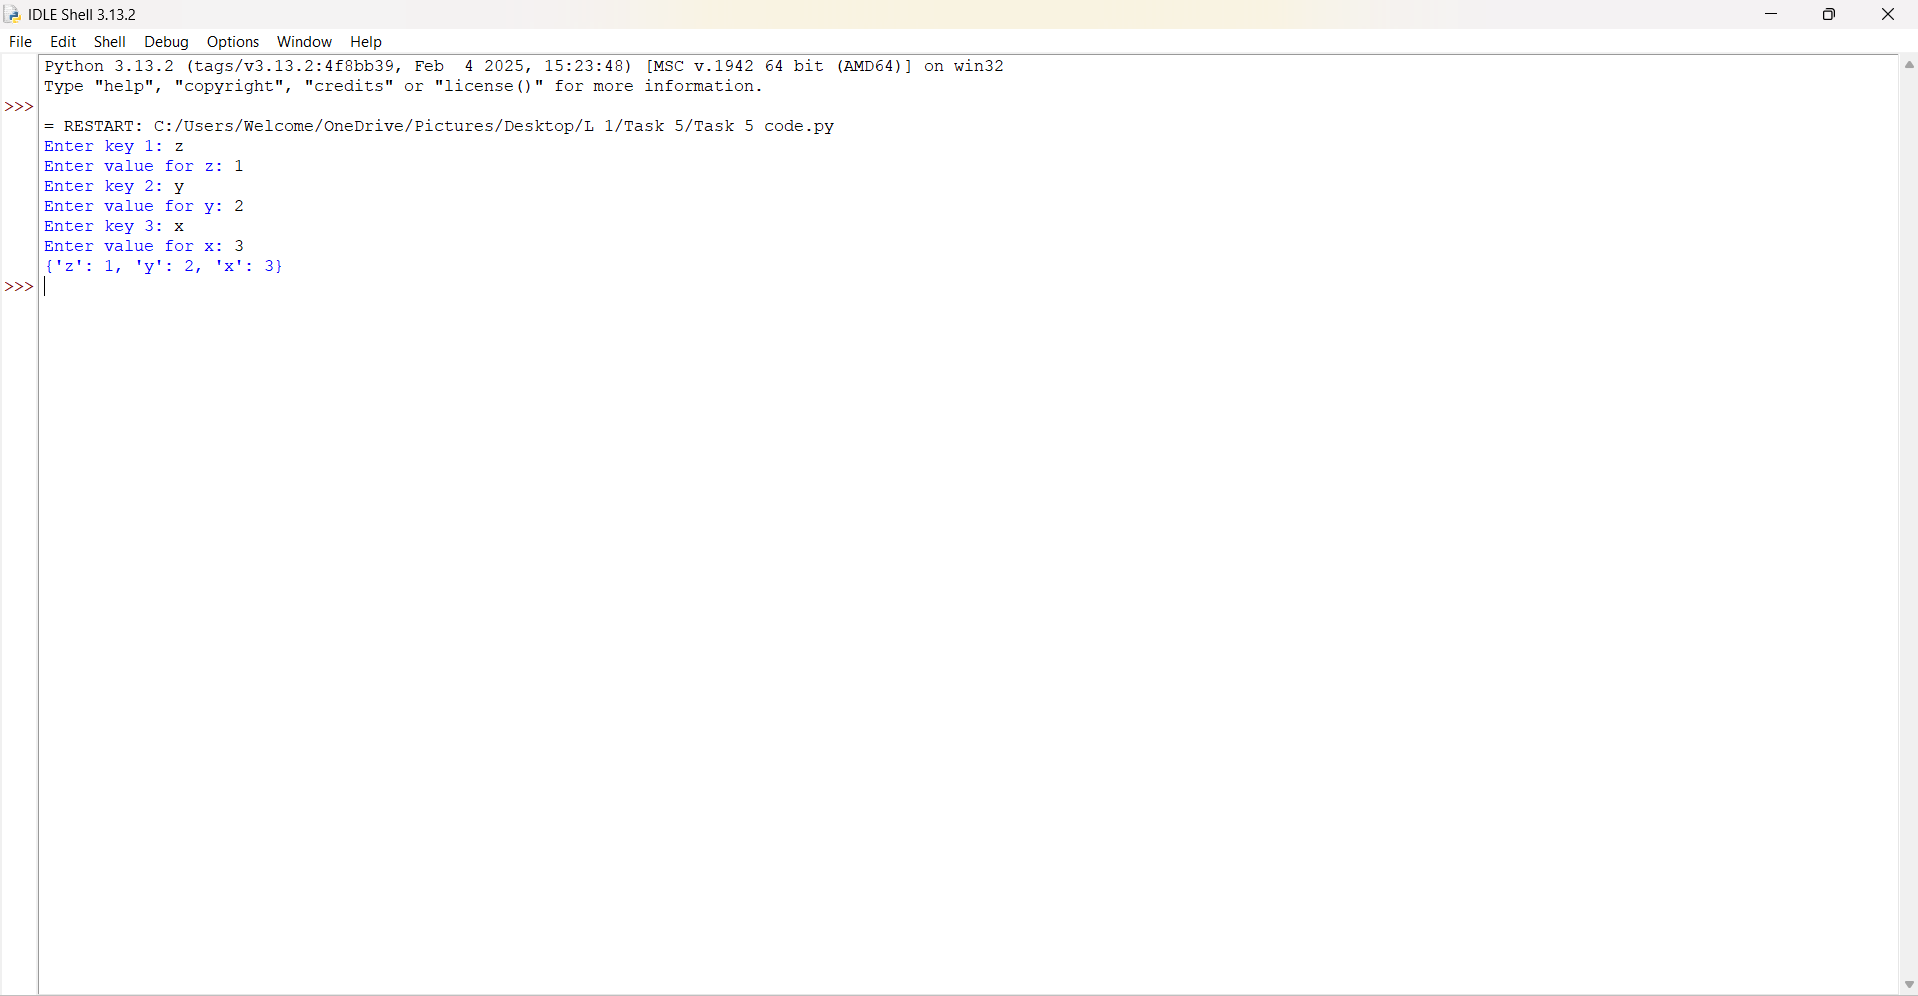 IDLE Shell 3.13.2
File Edit Shell Debug Options Window Help
Python 3.13.2 (tags/v3.13.2:4f8bb39, Feb  4 2025, 15:23:48) [MSC v.1942 64 bit (AMD64)] on win32
Type "help", "copyright", "credits" or "license()" for more information.
>>>
= RESTART: C:/Users/Welcome/OneDrive/Pictures/Desktop/L 1/Task 5/Task 5 code.py
Enter key 1: z
Enter value for z: 1
Enter key 2: y
Enter value for y: 2
Enter key 3: x
Enter value for x: 3
{'z': 1, 'y': 2, 'x': 3}
>>>